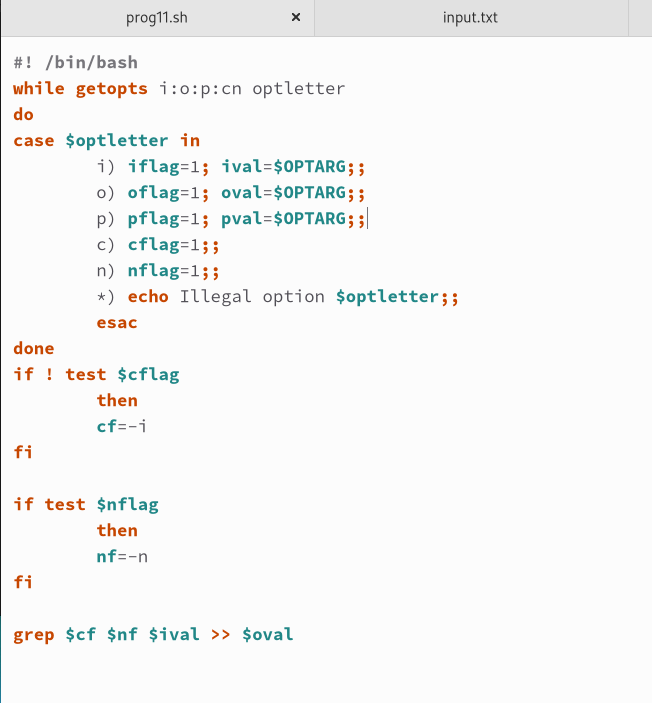 prog11.sh × input.txt
#! /bin/bash
while getopts i:o:p:cn optletter
do
case $optletter in
i) iflag=1; ival=$OPTARG;;
o) oflag=1; oval=$OPTARG;;
p) pflag=1; pval=$OPTARG;;
c) cflag=1;;
n) nflag=1;;
*) echo Illegal option $optletter;;
esac
done
if ! test $cflag
then
cf=-i
fi
if test $nflag
then
nf=-n
fi
grep $cf $nf $ival >> $oval